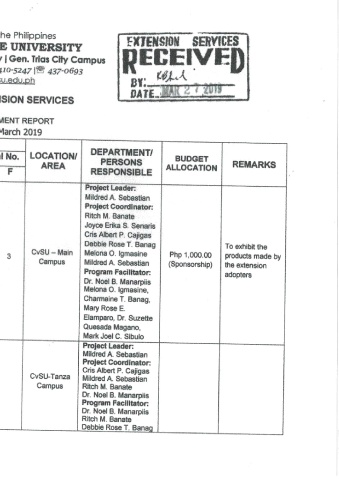 he Philippines
E UNIVERSITY
y | Gen. Trias City Campus
410-5247 | 437-0693
u.edu.ph
SION SERVICES
MENT REPORT
March 2019
EXTENSION SERVICES
RECEIVED
BY:
DATE MAR 27 2019
l No.
F
LOCATION/
AREA
DEPARTMENT/
PERSONS
RESPONSIBLE
BUDGET
ALLOCATION
REMARKS
3
CvSU – Main
Campus
Project Leader:
Mildred A. Sebastian
Project Coordinator:
Ritch M. Banate
Joyce Erika S. Senaris
Cris Albert P. Cajigas
Debbie Rose T. Banag
Melona O. Igmasine
Mildred A. Sebastian
Program Facilitator:
Dr. Noel B. Manarpiis
Melona O. Igmasine,
Charmaine T. Banag,
Mary Rose E.
Elamparo, Dr. Suzette
Quesada Magano,
Mark Joel C. Sibulo
Php 1,000.00
(Sponsorship)
To exhibit the
products made by
the extension
adopters
CvSU-Tanza
Campus
Project Leader:
Mildred A. Sebastian
Project Coordinator:
Cris Albert P. Cajigas
Mildred A. Sebastian
Ritch M. Banate
Dr. Noel B. Manarpiis
Program Facilitator:
Dr. Noel B. Manarpiis
Ritch M. Banate
Debbie Rose T. Banag